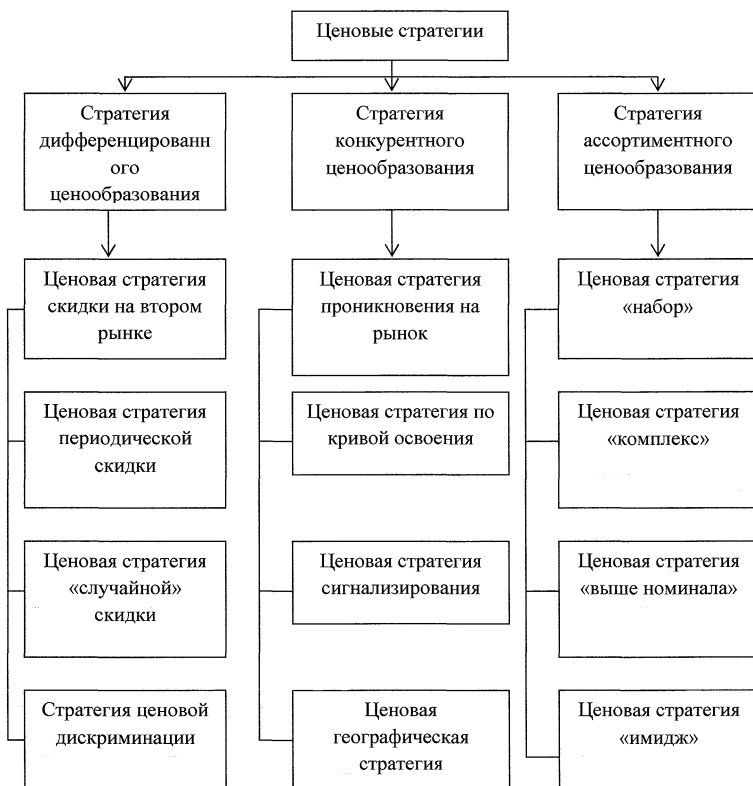 Ценовые стратегии
Стратегия
дифференцированн
ого
ценообразования
Стратегия
конкурентного
ценообразования
Стратегия
ассортиментного
ценообразования
Ценовая стратегия
скидки на втором
рынке
Ценовая стратегия
проникновения на
рынок
Ценовая стратегия
«набор»
Ценовая стратегия
периодической
скидки
Ценовая стратегия по
кривой освоения
Ценовая стратегия
«комплекс»
Ценовая стратегия
«случайной»
скидки
Ценовая стратегия
сигнализирования
Ценовая стратегия
«выше номинала»
Стратегия ценовой
дискриминации
Ценовая
географическая
стратегия
Ценовая стратегия
«имидж»